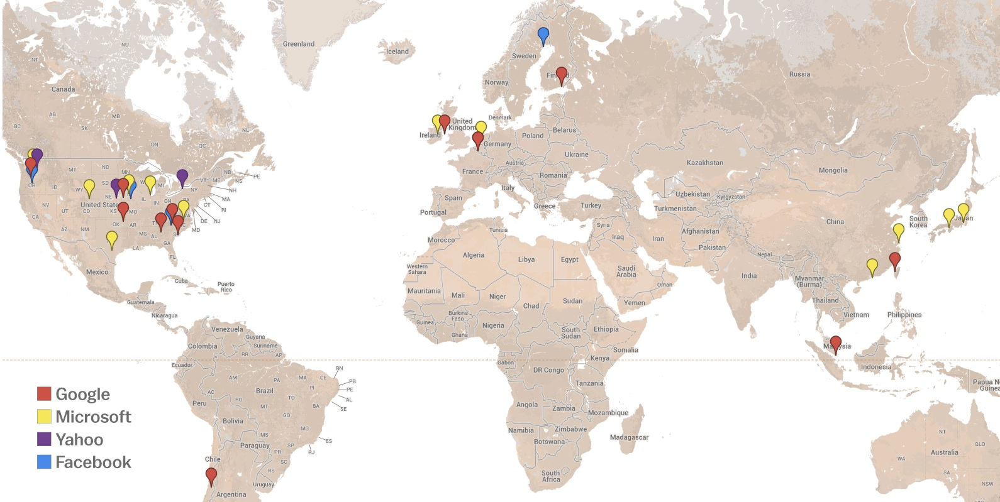 Greenland
Iceland
NU
NT
Canada
AB
MB
SK
BC
ON
QC
NL
NB
PE
NS
ME
VT
NH
NY
MA
RI
CT
NJ
DE
MD
PA
MT
ND
MN
SD
OR
ID
WY
NE
MI
IL
IN
OH
United States
NV
UT
CO
KS
MO
CA
AZ
NM
OK
AR
MS
AL
GA
LA
FL
Mexico
Cuba
Puerto
Rico
Guatemala
Nicaragua
Venezuela
Guyana
Suriname
Colombia
RR
AP
Ecuador
AM
PA
MA
CE
RN
PB
PE
AL
SE
PI
AC
RO
Brazil
TO
BA
MT
GO
Peru
Bolivia
MG
MS
ES
SP
RJ
Paraguay
PR
SC
RS
Chile
Uruguay
Argentina
Sweden
Norway
Russia
Denmark
United
Kingdom
Ireland
Belarus
Poland
Germany
Ukraine
Austria
France
Romania
Italy
Spain
Portugal
Greece
Turkey
Kazakhstan
Mongolia
Uzbekistan
Kyrgyzstan
Turkmenistan
China
South
Korea
Japan
Tunisia
Syria
Iraq
Iran
Afghanistan
Pakistan
Nepal
India
Morocco
Algeria
Libya
Egypt
Western
Sahara
Saudi
Arabia
Oman
Yemen
Mauritania
Mali
Niger
Chad
Sudan
Burkina
Faso
Guinea
Ghana
Nigeria
South
Sudan
Ethiopia
Somalia
Kenya
Gabon
DR Congo
Tanzania
Angola
Zambia
Mozambique
Namibia
Zimbabwe
Botswana
Madagascar
South
Africa
Myanmar
(Burma)
Thailand
Vietnam
Philippines
Malaysia
Indonesia
Papua N
Guinea
NT
QLD
WA
Australia
SA
NSW
Google
Microsoft
Yahoo
Facebook